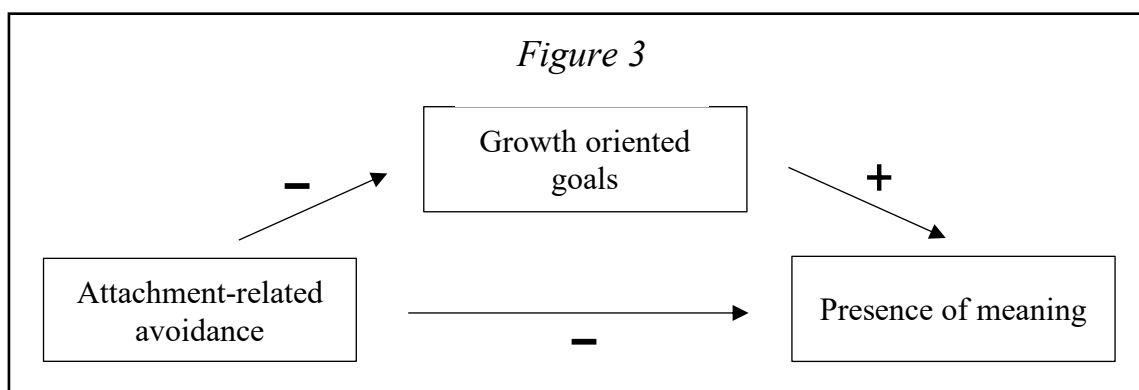 Figure 3
Growth oriented
goals
−
+
Attachment-related
avoidance
Presence of meaning
−